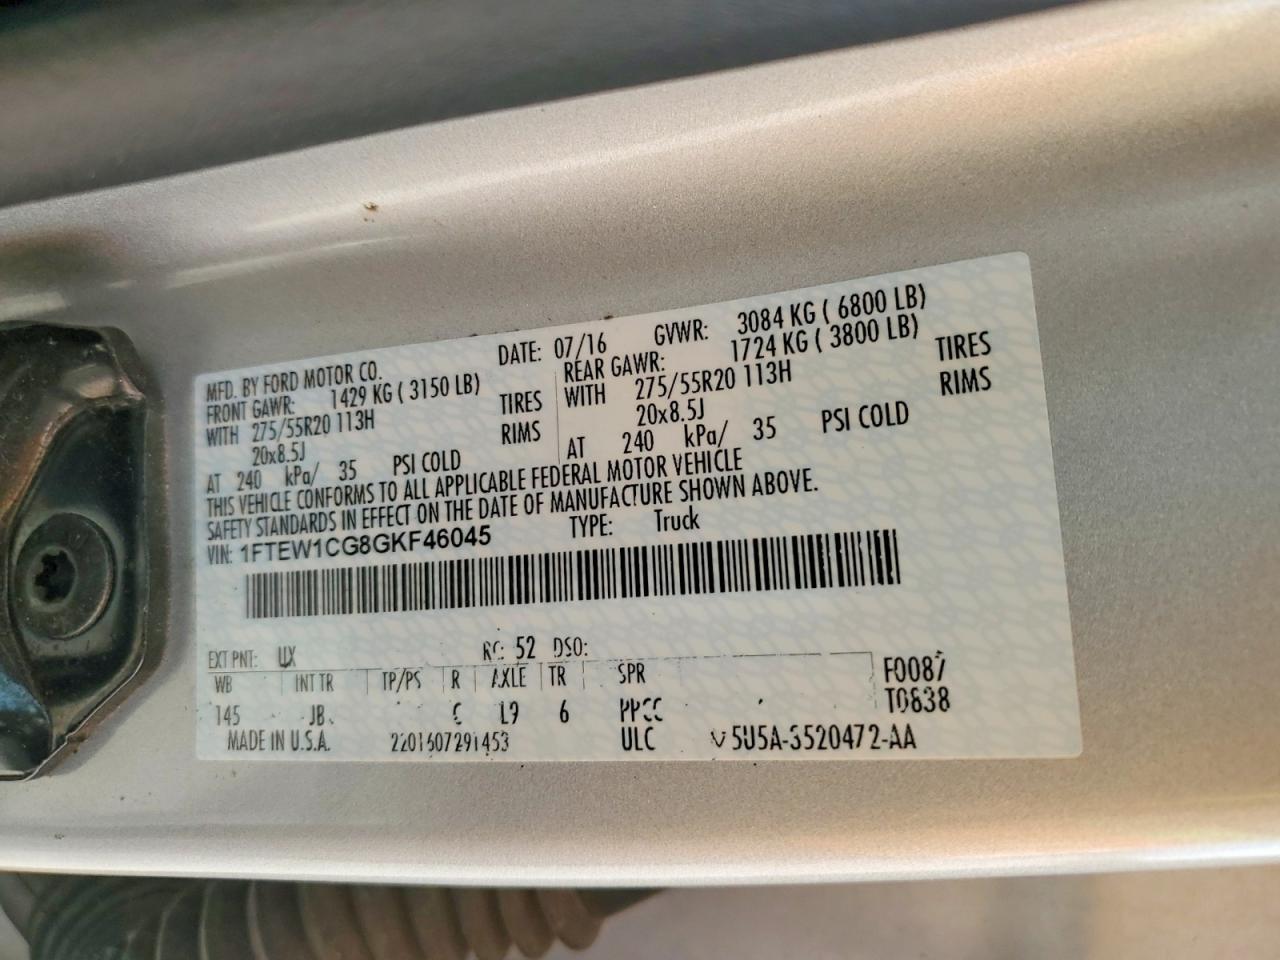 MFD. BY FORD MOTOR CO.
DATE: 07/16 GVWR: 3084 KG ( 6800 LB)
FRONT GAWR: 1429 KG ( 3150 LB)
REAR GAWR: 1724 KG ( 3800 LB)
WITH 275/55R20 113H TIRES
WITH 275/55R20 113H TIRES
20x8.5J RIMS
20x8.5J RIMS
AT 240 kPa/ 35 PSI COLD
AT 240 kPa/ 35 PSI COLD
THIS VEHICLE CONFORMS TO ALL APPLICABLE FEDERAL MOTOR VEHICLE
SAFETY STANDARDS IN EFFECT ON THE DATE OF MANUFACTURE SHOWN ABOVE.
VIN: 1FTEW1CG8GKF46045 TYPE: Truck
EXT PNT: UX RC: 52 DSO:
WB INT TR TP/PS R AXLE TR SPR F0087
145 JB C L9 6 PPCC T0838
MADE IN U.S.A. 2201607291453 ULC 5U5A-3520472-AA